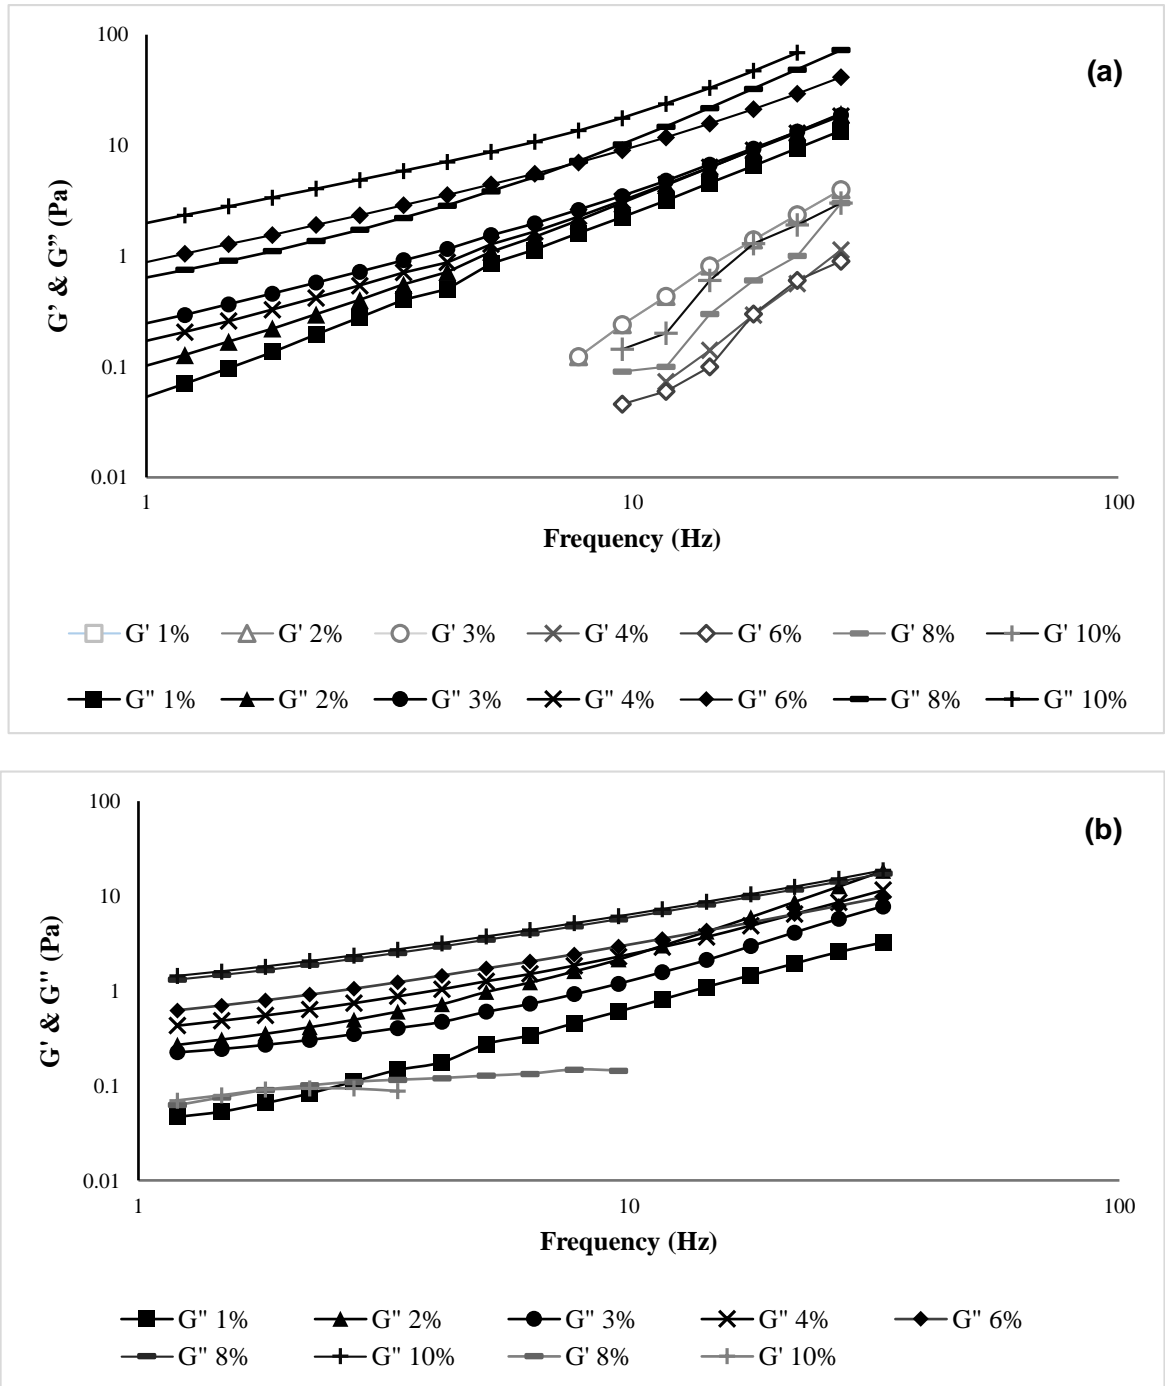 100
(a)
10
1
0.1
0.01
G’ & G” (Pa)
1 10 100
Frequency (Hz)
G' 1% G' 2% G' 3% G' 4% G' 6% G' 8% G' 10%
G'' 1% G'' 2% G'' 3% G'' 4% G'' 6% G'' 8% G'' 10%
100
(b)
10
1
0.1
0.01
G' & G'' (Pa)
1 10 100
Frequency (Hz)
G'' 1% G'' 2% G'' 3% G'' 4% G'' 6%
G'' 8% G'' 10% G' 8% G' 10%